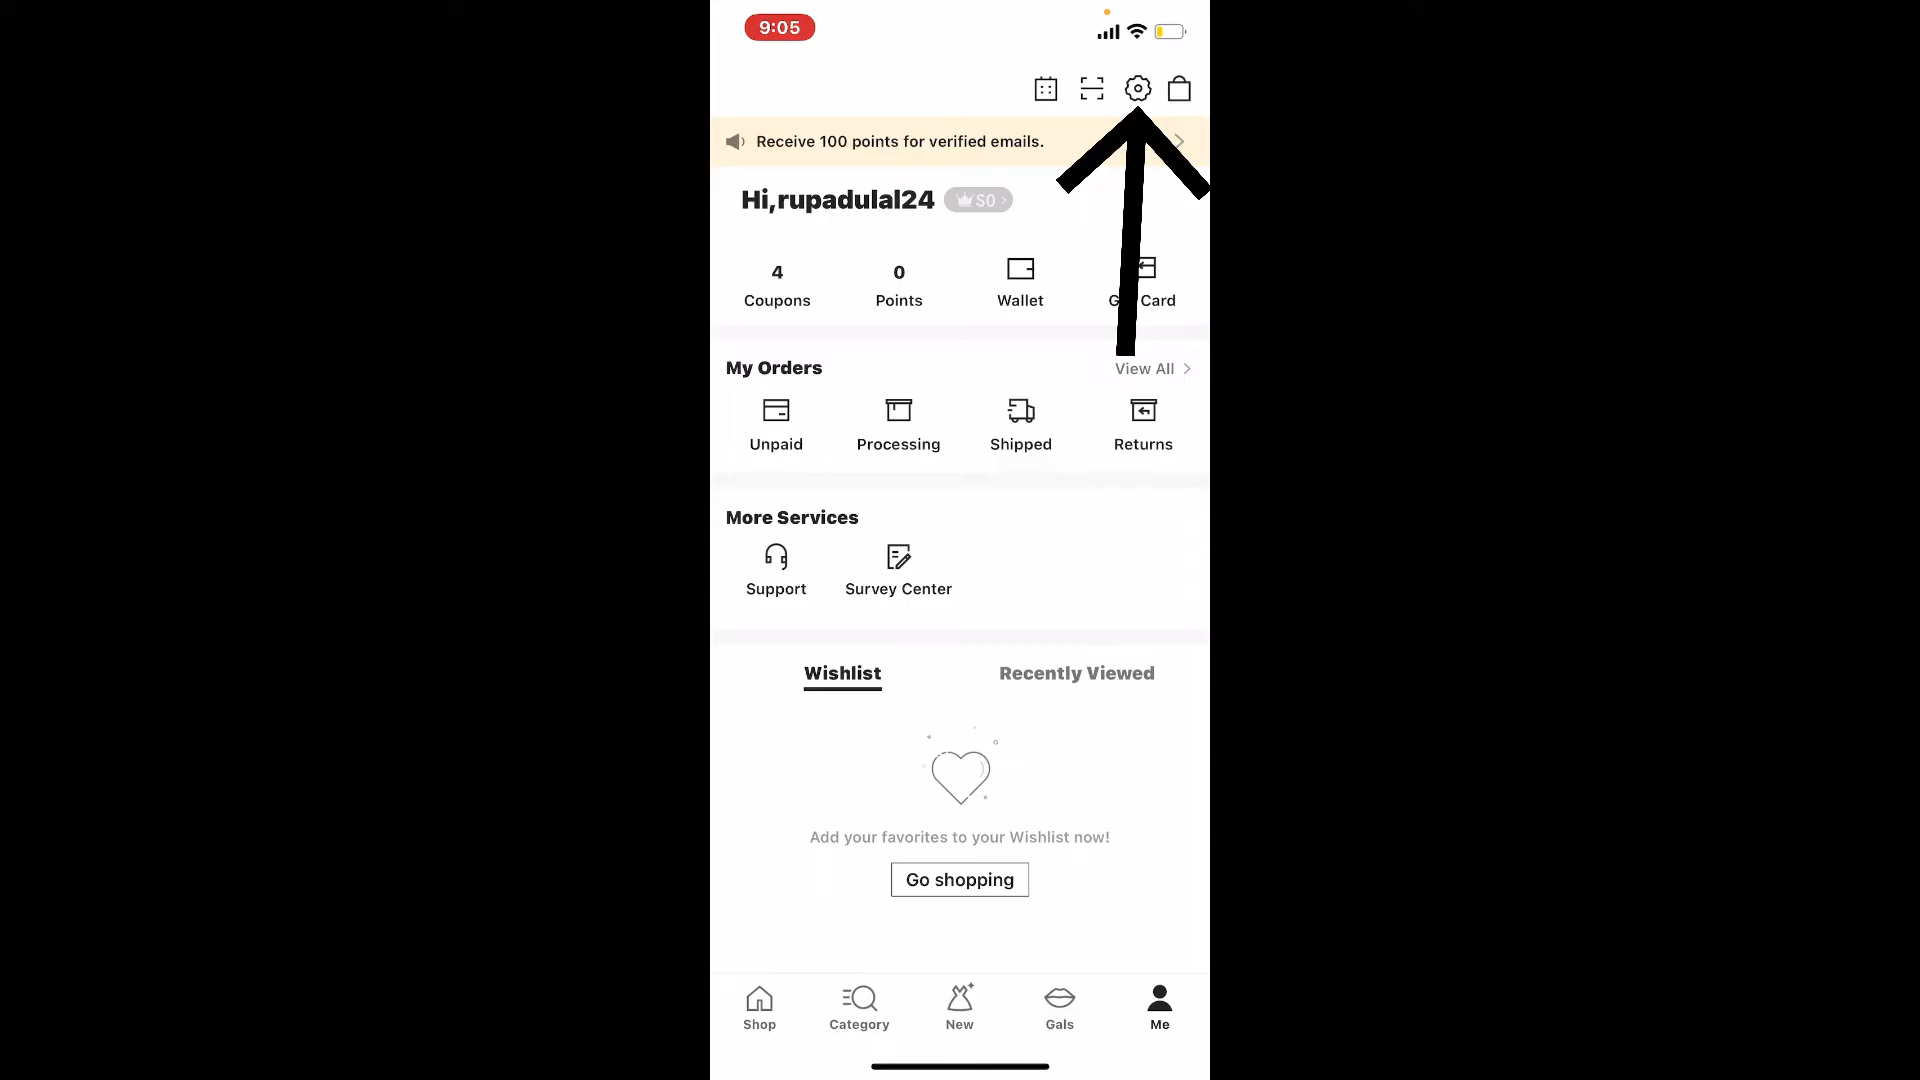 9:05
Receive 100 points for verified emails.
Hi,rupadulal24 S0
4 0
Coupons Points Wallet G Card
My Orders View All
Unpaid Processing Shipped Returns
More Services
Support Survey Center
Wishlist Recently Viewed
Add your favorites to your Wishlist now!
Go shopping
Shop Category New Gals Me